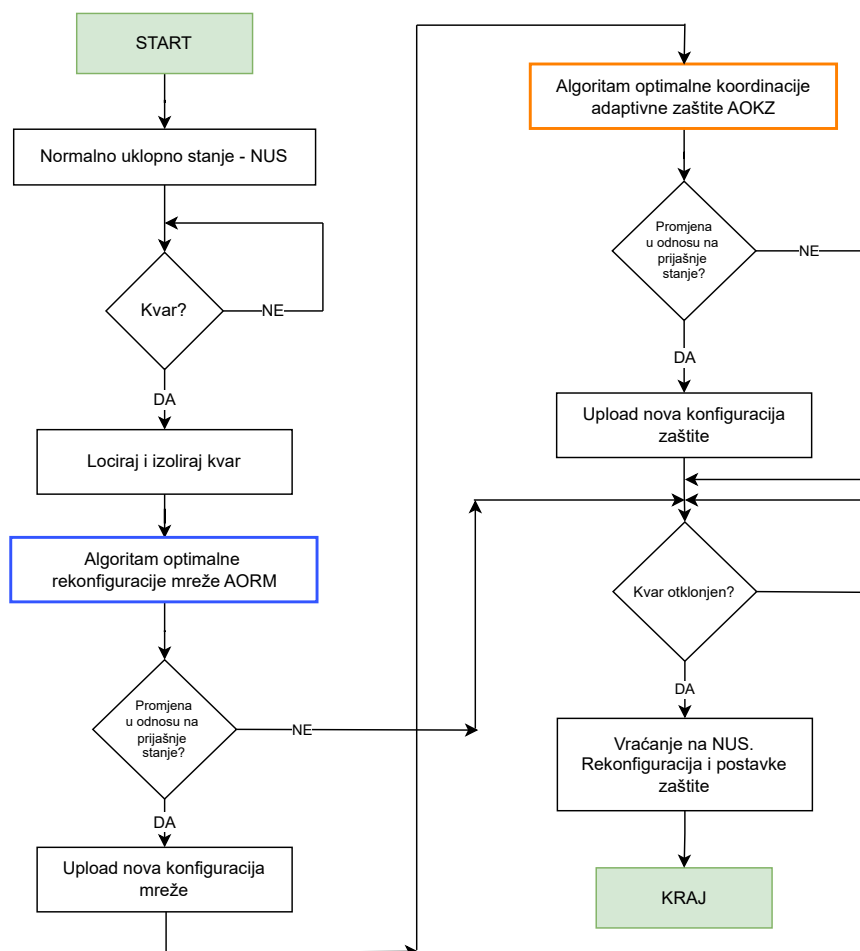 START
Normalno uklopno stanje - NUS
Kvar?
NE
DA
Lociraj i izoliraj kvar
Algoritam optimalne
rekonfiguracije mreže AORM
Promjena
u odnosu na
prijašnje
stanje?
NE
DA
Upload nova konfiguracija
mreže
Algoritam optimalne koordinacije
adaptivne zaštite AOKZ
Promjena
u odnosu na
prijašnje
stanje?
NE
DA
Upload nova konfiguracija
zaštite
Kvar otklonjen?
DA
Vraćanje na NUS.
Rekonfiguracija i postavke
zaštite
KRAJ